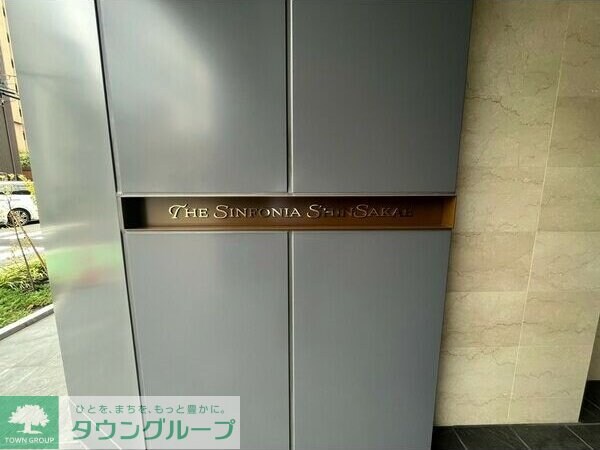 THE SINFONIA SHINSAKAE
ひとを、まちを、もっと豊かに。
タウングループ
TOWN GROUP